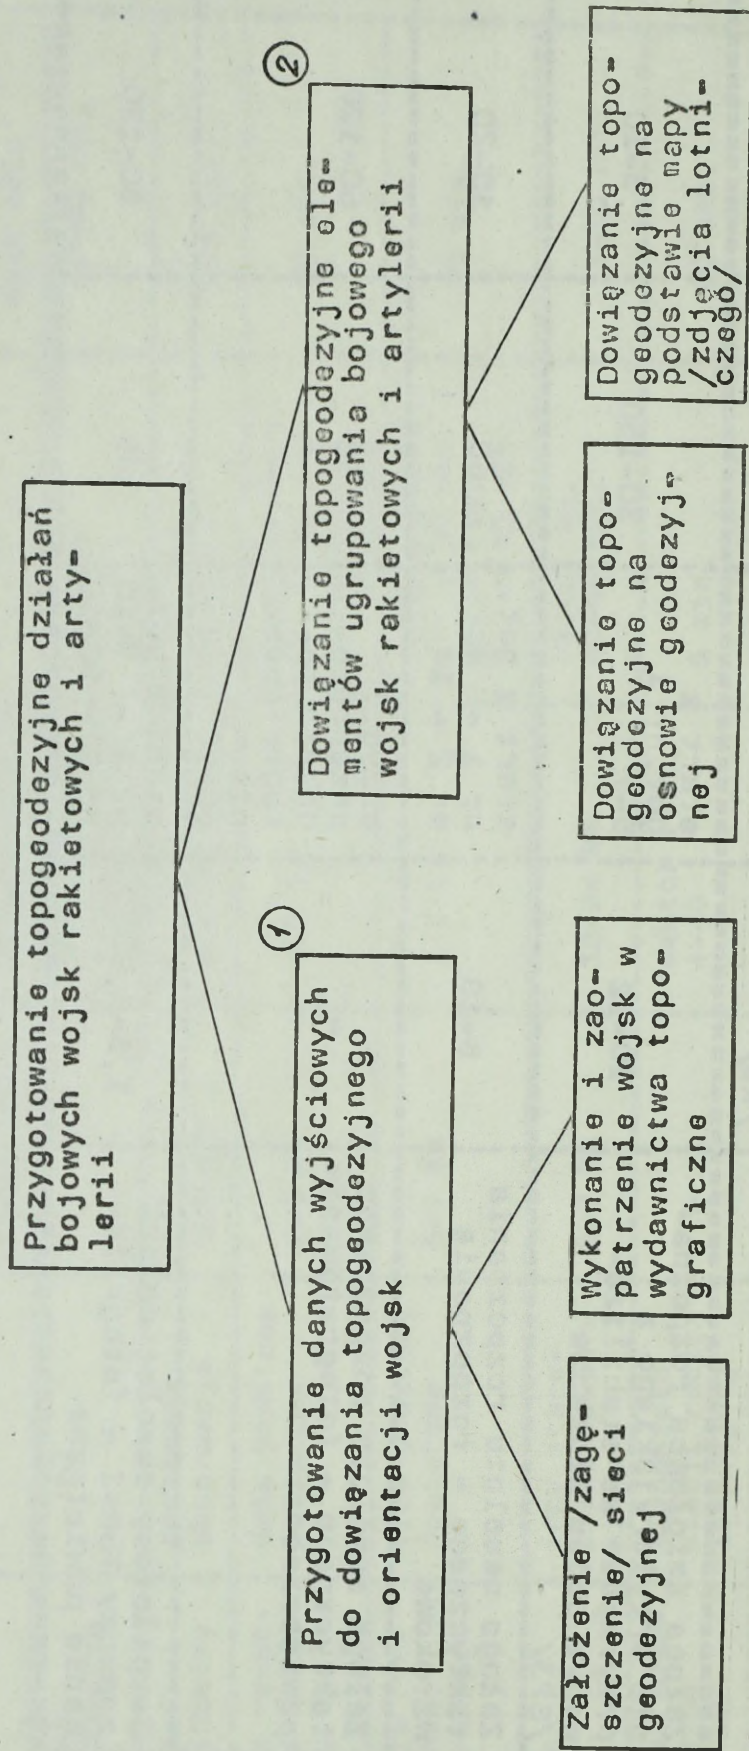 Przygotowanie topogeodezyjne działań
bojowych wojsk rakietowych i arty-
lerii
1
Przygotowanie danych wyjściowych
do dowiązania topogeodezyjnego
i orientacji wojsk
2
Dowiązanie topogeodezyjne ele-
mentów ugrupowania bojowego
wojsk rakietowych i artylerii
Założenie /zagę-
szczenie/ sieci
geodezyjnej
Wykonanie i zao-
patrzenie wojsk w
wydawnictwa topo-
graficzne
Dowiązanie topo-
geodezyjne na
osnowie geodezyj-
nej
Dowiązanie topo-
geodezyjne na
podstawie mapy
/zdjęcia lotni-
czego/